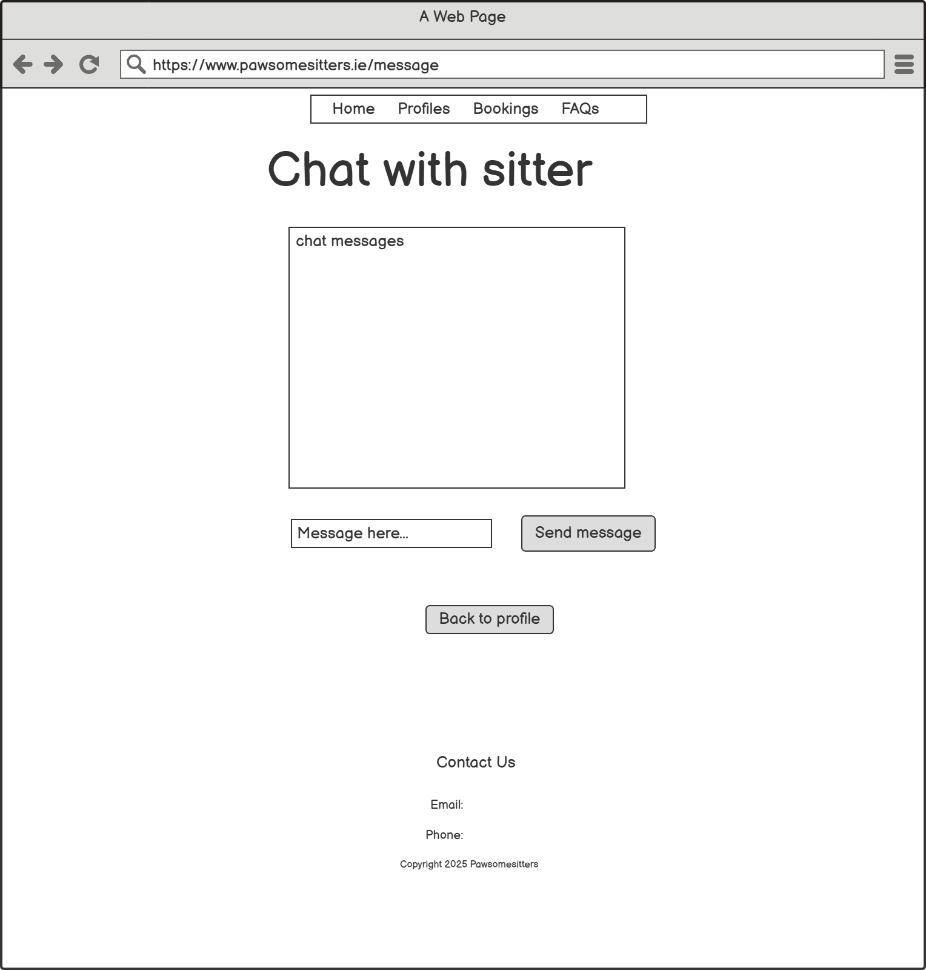 A Web Page
https://www.pawsomesitters.ie/message
Home Profiles Bookings FAQs
Chat with sitter
chat messages
Message here...
Send message
Back to profile
Contact Us
Email:
Phone:
Copyright 2025 Pawsomesitters